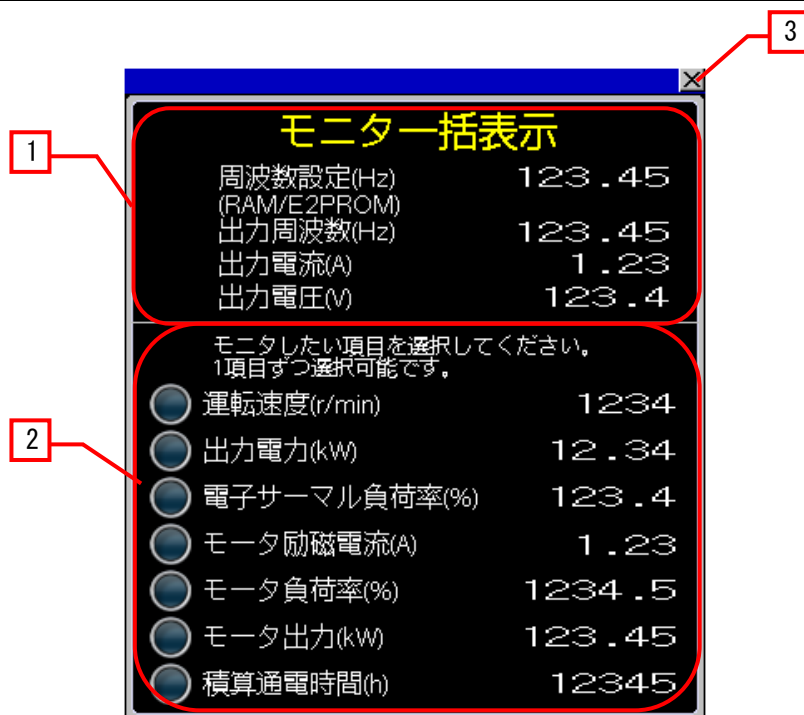 3
1
モニター括表示
周波数設定(Hz) 123.45
(RAM/E2PROM)
出力周波数(Hz) 123.45
出力電流(A) 1.23
出力電圧(V) 123.4
モニタしたい項目を選択してください。
1項目ずつ選択可能です。
運転速度(r/min) 1234
2
出力電力(kW) 12.34
電子サーマル負荷率(%) 123.4
モータ励磁電流(A) 1.23
モータ負荷率(%) 1234.5
モータ出力(kW) 123.45
積算通電時間(h) 12345